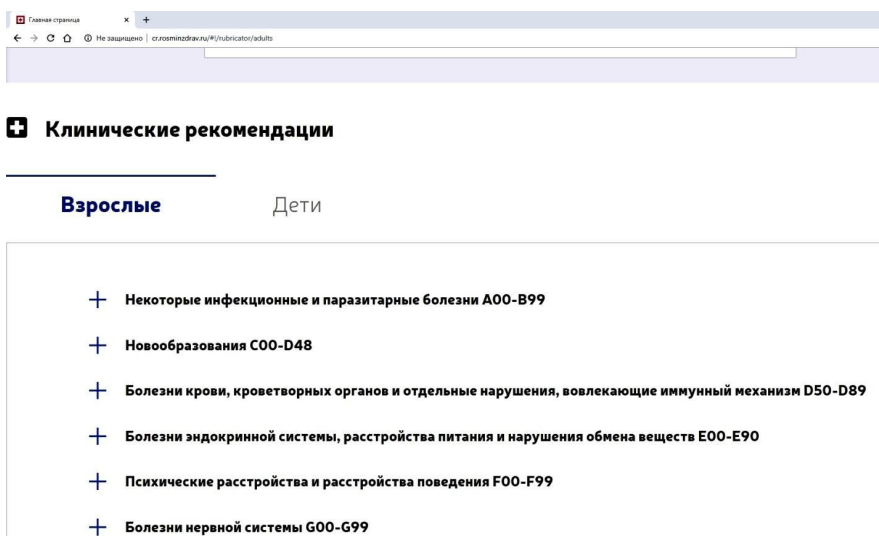 Главная страница
Не защищено | cr.rosminzdrav.ru/#!/rubricator/adults
Клинические рекомендации
Взрослые
Дети
Некоторые инфекционные и паразитарные болезни A00-B99
Новообразования C00-D48
Болезни крови, кроветворных органов и отдельные нарушения, вовлекающие иммунный механизм D50-D89
Болезни эндокринной системы, расстройства питания и нарушения обмена веществ E00-E90
Психические расстройства и расстройства поведения F00-F99
Болезни нервной системы G00-G99